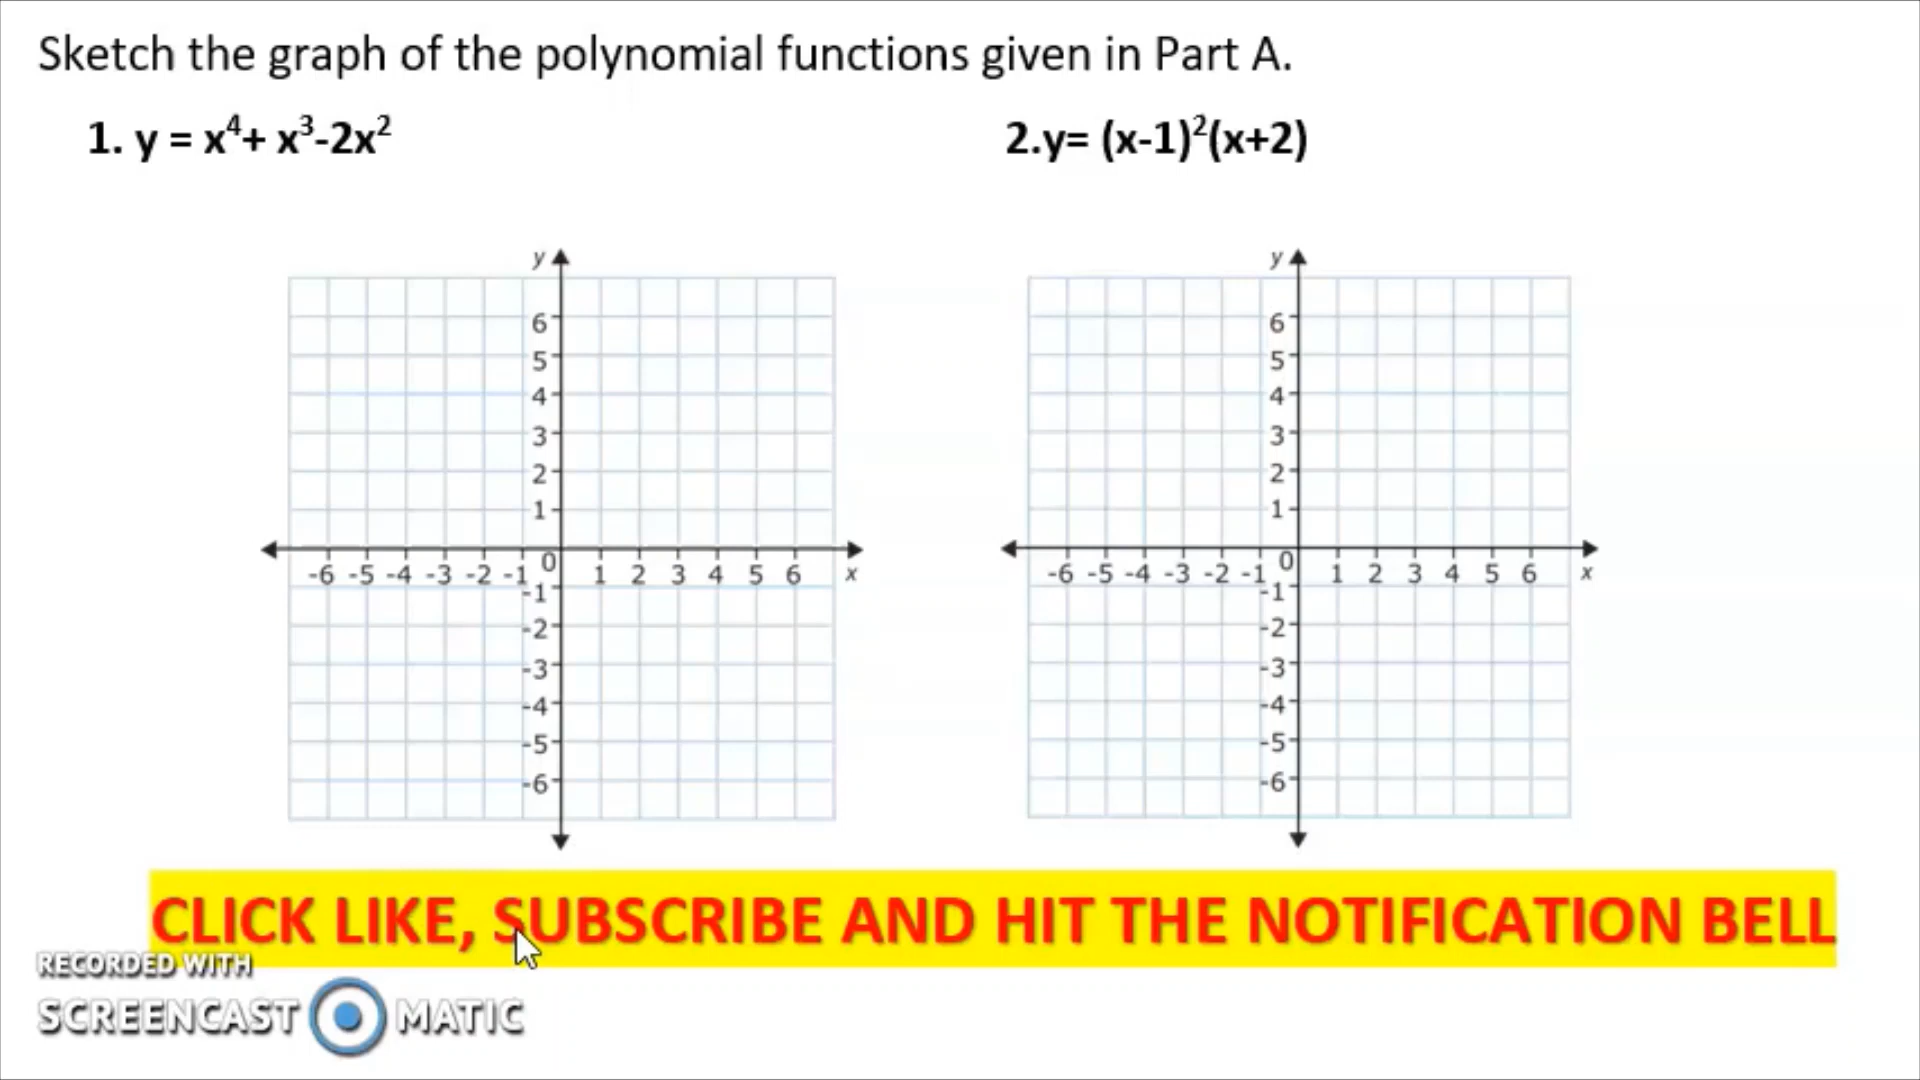 Sketch the graph of the polynomial functions given in Part A.
1. y = x⁴+ x³-2x²
2.y= (x-1)²(x+2)
y
6
5
4
3
2
1
0
-6 -5 -4 -3 -2 -1 1 2 3 4 5 6 x
-1
-2
-3
-4
-5
-6
y
6
5
4
3
2
1
0
-6 -5 -4 -3 -2 -1 1 2 3 4 5 6 x
-1
-2
-3
-4
-5
-6
CLICK LIKE, SUBSCRIBE AND HIT THE NOTIFICATION BELL
RECORDED WITH
SCREENCAST MATIC